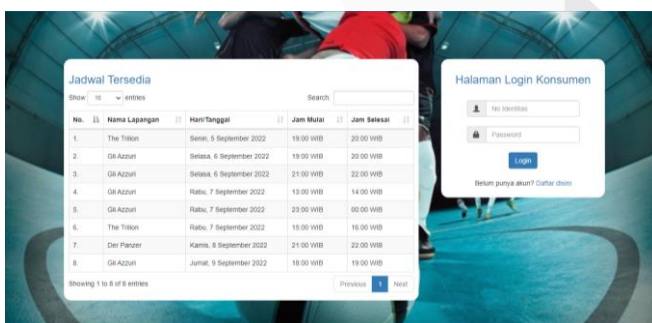 Jadwal Tersedia
Show 10 entries Search:
No. Nama Lapangan Hari/Tanggal Jam Mulai Jam Selesai
1. The Trillion Senin, 5 September 2022 19:00 WIB 20:00 WIB
2. Gli Azzurri Selasa, 6 September 2022 19:00 WIB 20:00 WIB
3. Gli Azzurri Selasa, 6 September 2022 21:00 WIB 22:00 WIB
4. Gli Azzurri Rabu, 7 September 2022 13:00 WIB 14:00 WIB
5. Gli Azzurri Rabu, 7 September 2022 23:00 WIB 00:00 WIB
6. The Trillion Rabu, 7 September 2022 15:00 WIB 16:00 WIB
7. Der Panzer Kamis, 8 September 2022 21:00 WIB 22:00 WIB
8. Gli Azzurri Jumat, 9 September 2022 18:00 WIB 19:00 WIB
Showing 1 to 8 of 8 entries
Previous 1 Next
Halaman Login Konsumen
No Identitas
Password
Login
Belum punya akun? Daftar disini